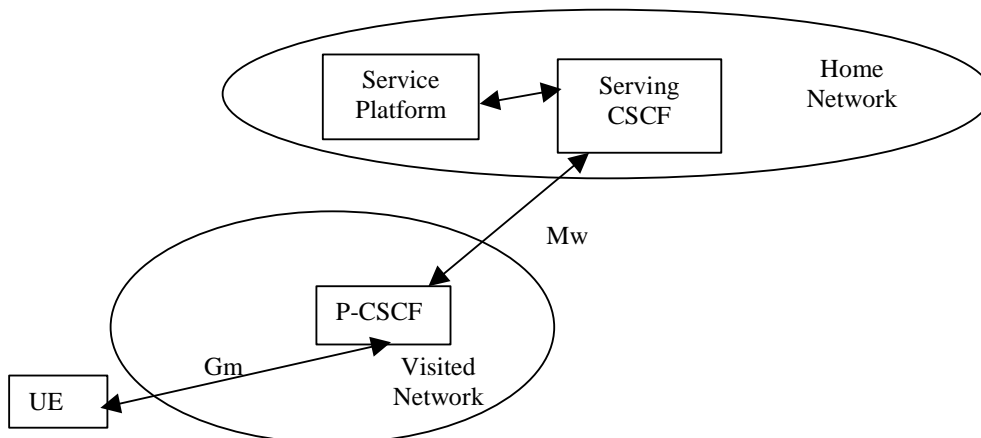 Service
Platform
Serving
CSCF
Home
Network
Mw
P-CSCF
Gm
Visited
Network
UE